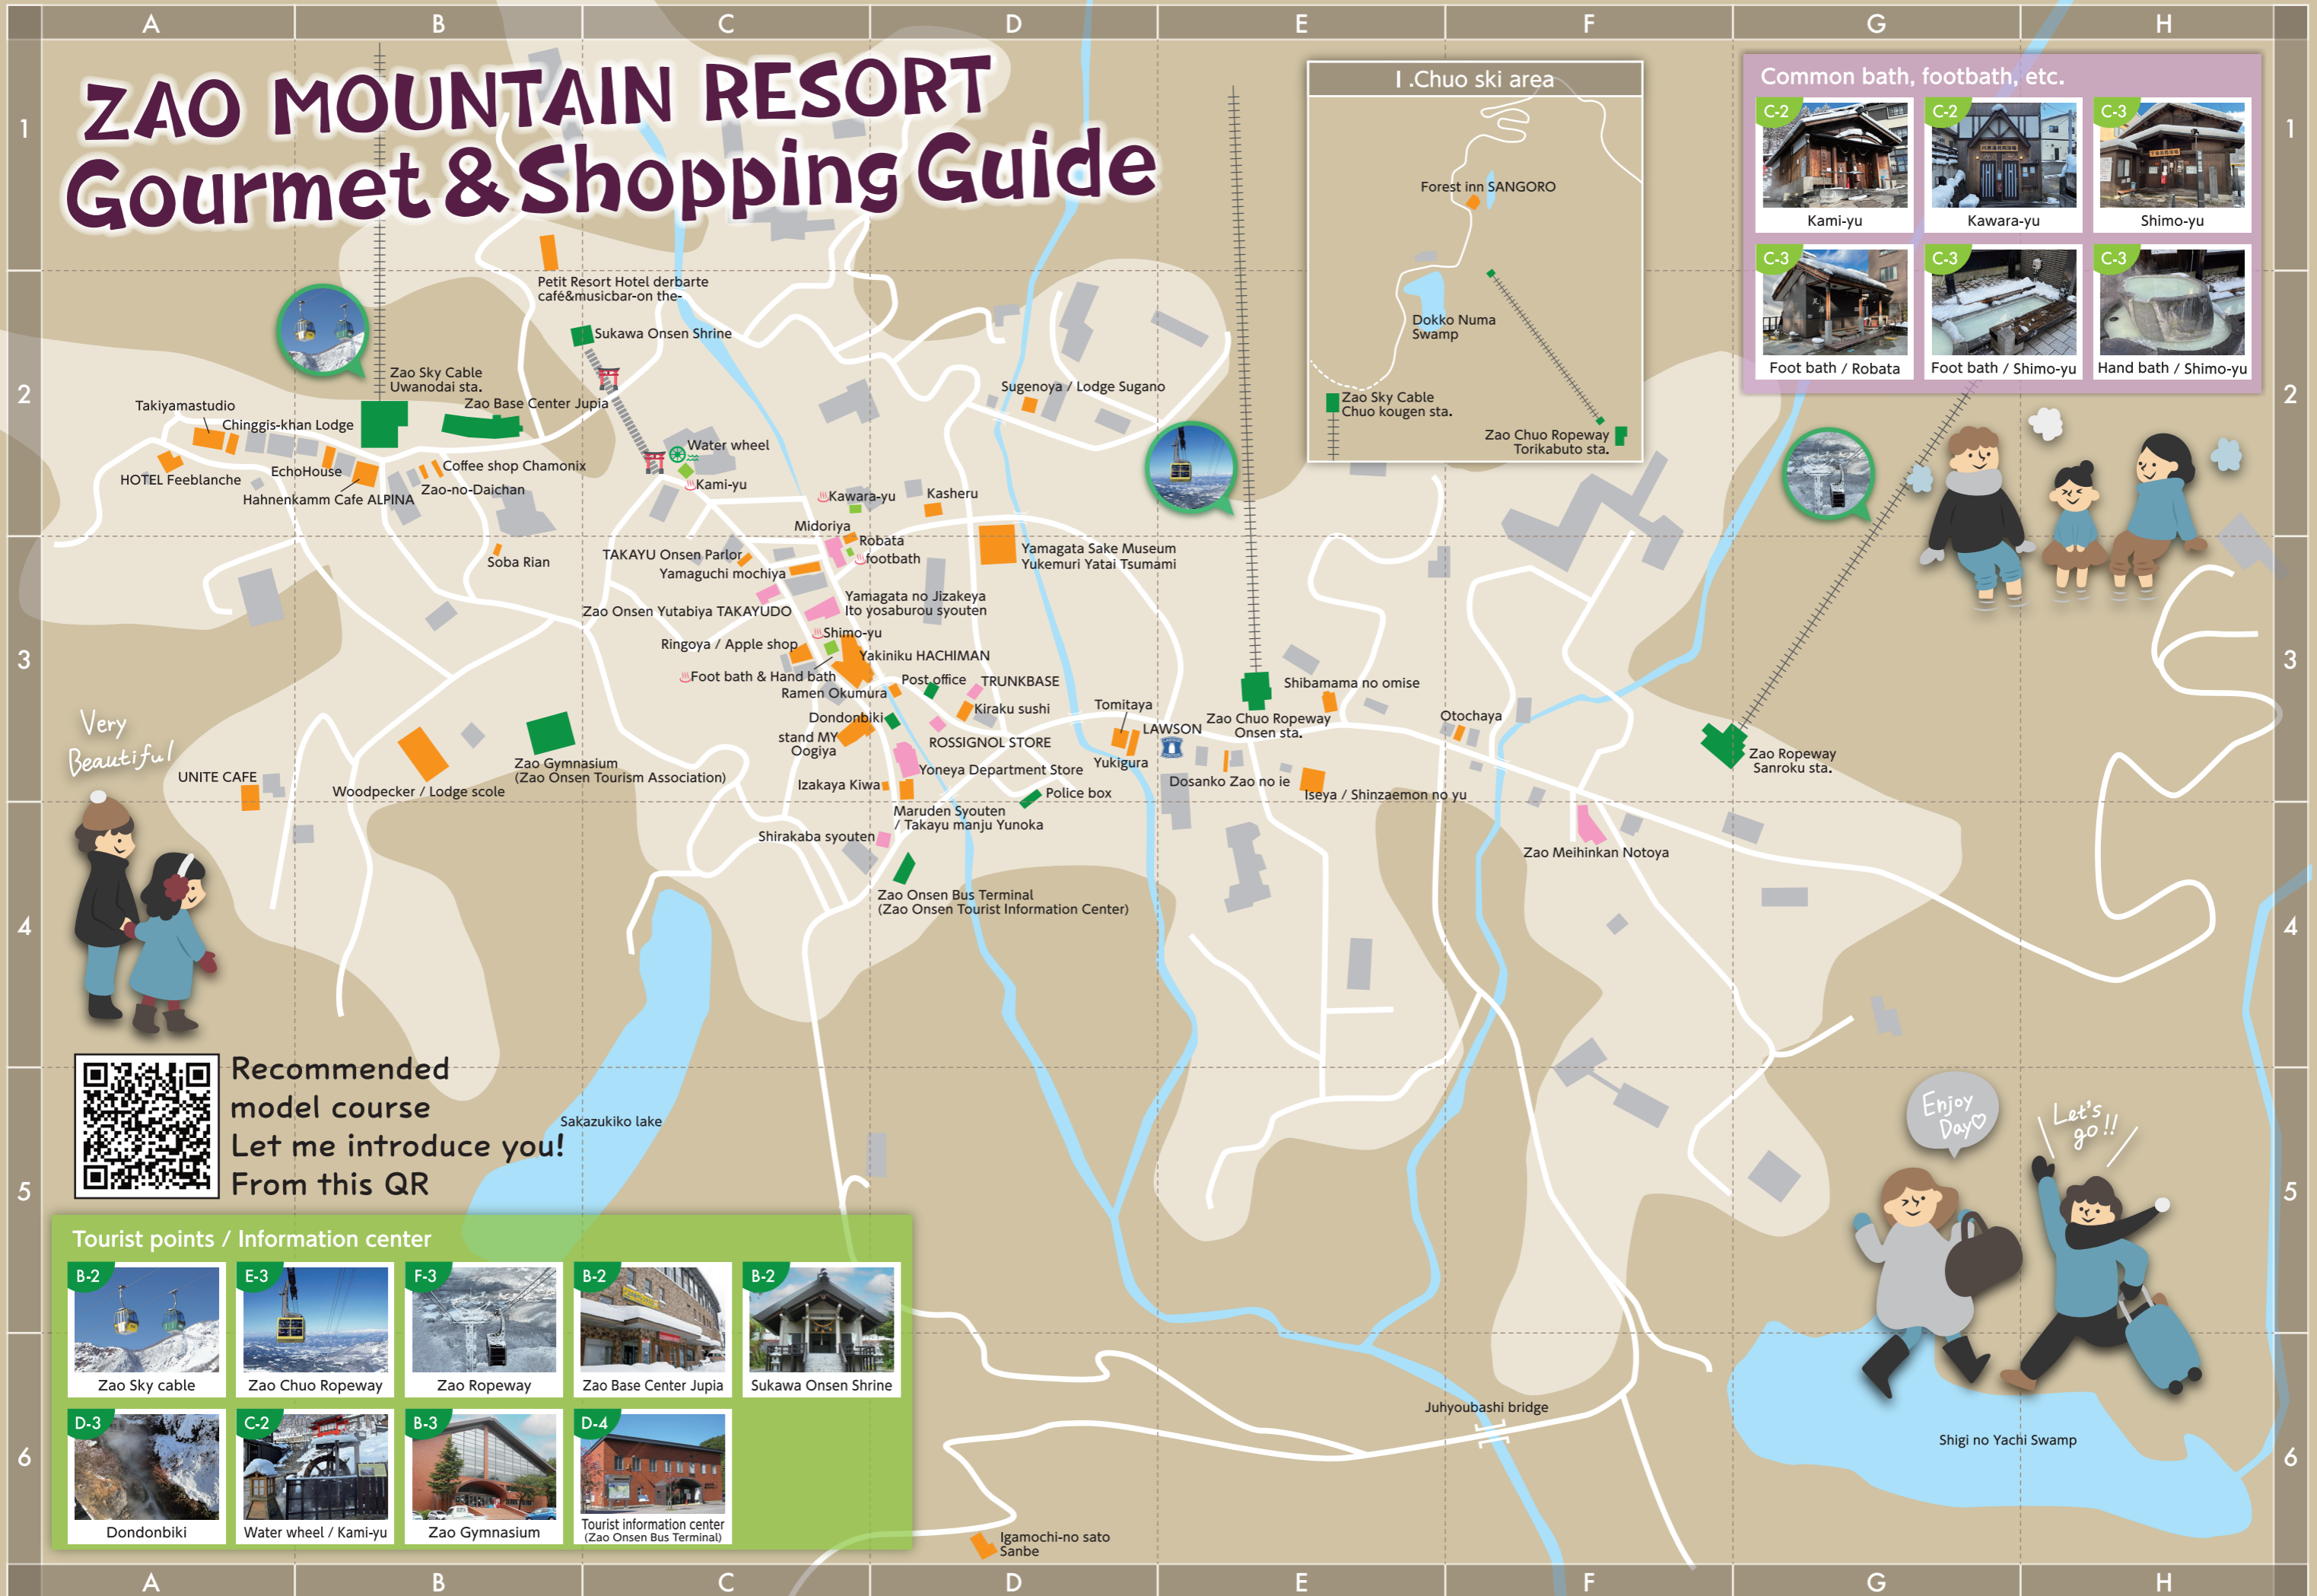 A B C D E F G H
ZAO MOUNTAIN RESORT
Gourmet & Shopping Guide
1
1
2
2
3
3
4
4
5
5
6
6
I .Chuo ski area
Forest inn SANGORO
Dokko Numa
Swamp
Zao Sky Cable
Chuo kougen sta.
Zao Chuo Ropeway
Torikabuto sta.
Common bath, footbath, etc.
C-2
Kami-yu
C-2
Kawara-yu
C-3
Shimo-yu
C-3
Foot bath / Robata
C-3
Foot bath / Shimo-yu
C-3
Hand bath / Shimo-yu
Petit Resort Hotel derbarte
café&musicbar-on the-
Sukawa Onsen Shrine
Zao Sky Cable
Uwanodai sta.
Zao Base Center Jupia
Takiyamastudio
Chinggis-khan Lodge
HOTEL Feeblanche
EchoHouse
Hahnenkamm Cafe ALPINA
Coffee shop Chamonix
Zao-no-Daichan
Soba Rian
Water wheel
Kami-yu
Sugenoya / Lodge Sugano
Kawara-yu
Kasheru
Midoriya
Robata
footbath
TAKAYU Onsen Parlor
Yamaguchi mochiya
Yamagata Sake Museum
Yukemuri Yatai Tsumami
Zao Onsen Yutabiya TAKAYUDO
Yamagata no Jizakeya
Ito yosaburou syouten
Shimo-yu
Ringoya / Apple shop
Yakiniku HACHIMAN
Foot bath & Hand bath
Post office
TRUNKBASE
Ramen Okumura
Kiraku sushi
Dondonbiki
stand MY
Oogiya
ROSSIGNOL STORE
Tomitaya
LAWSON
Yukigura
Yoneya Department Store
Izakaya Kiwa
Police box
Maruden Syouten
/ Takayu manju Yunoka
Shirakaba syouten
Zao Onsen Bus Terminal
(Zao Onsen Tourist Information Center)
Zao Chuo Ropeway
Onsen sta.
Shibamama no omise
Otochaya
Dosanko Zao no ie
Iseya / Shinzaemon no yu
Zao Meihinkan Notoya
Zao Ropeway
Sanroku sta.
Zao Gymnasium
(Zao Onsen Tourism Association)
Woodpecker / Lodge scole
UNITE CAFE
Very
Beautiful
Recommended
model course
Let me introduce you!
From this QR
Sakazukiko lake
Enjoy
Day
Let's
go!!
Juhyoubashi bridge
Shigi no Yachi Swamp
Igamochi-no sato
Sanbe
Tourist points / Information center
B-2
Zao Sky cable
E-3
Zao Chuo Ropeway
F-3
Zao Ropeway
B-2
Zao Base Center Jupia
B-2
Sukawa Onsen Shrine
D-3
Dondonbiki
C-2
Water wheel / Kami-yu
B-3
Zao Gymnasium
D-4
Tourist information center
(Zao Onsen Bus Terminal)
A B C D E F G H